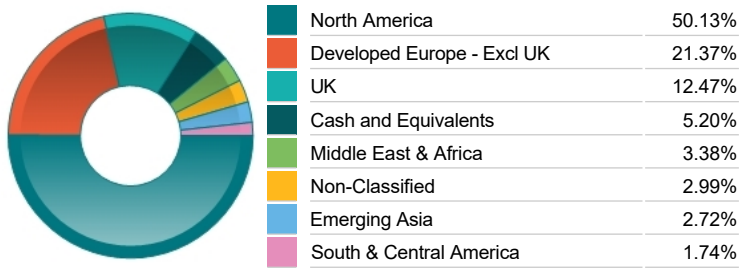 North America 50.13%
Developed Europe - Excl UK 21.37%
UK 12.47%
Cash and Equivalents 5.20%
Middle East & Africa 3.38%
Non-Classified 2.99%
Emerging Asia 2.72%
South & Central America 1.74%